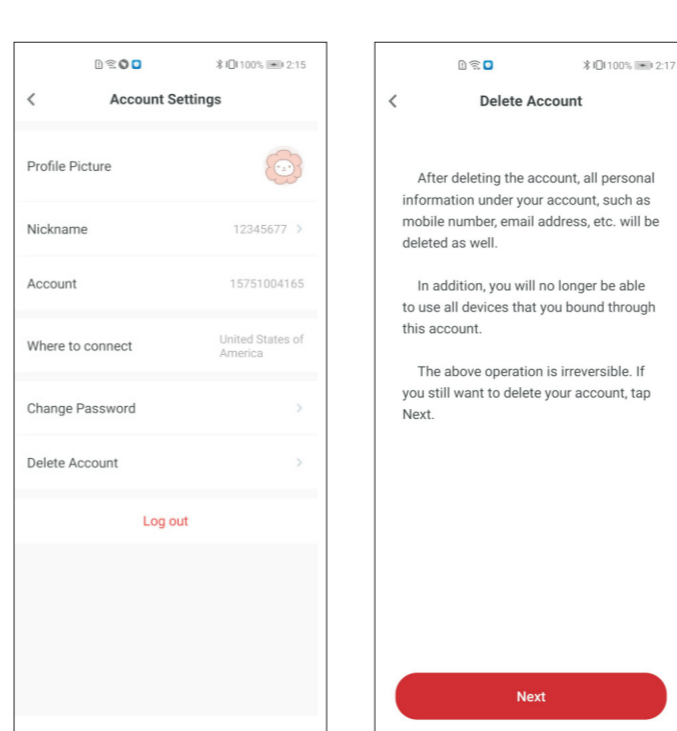 100% 2:15
Account Settings
Profile Picture
Nickname 12345677
Account 15751004165
Where to connect United States of
America
Change Password
Delete Account
Log out
100% 2:17
Delete Account
After deleting the account, all personal
information under your account, such as
mobile number, email address, etc. will be
deleted as well.
In addition, you will no longer be able
to use all devices that you bound through
this account.
The above operation is irreversible. If
you still want to delete your account, tap
Next.
Next